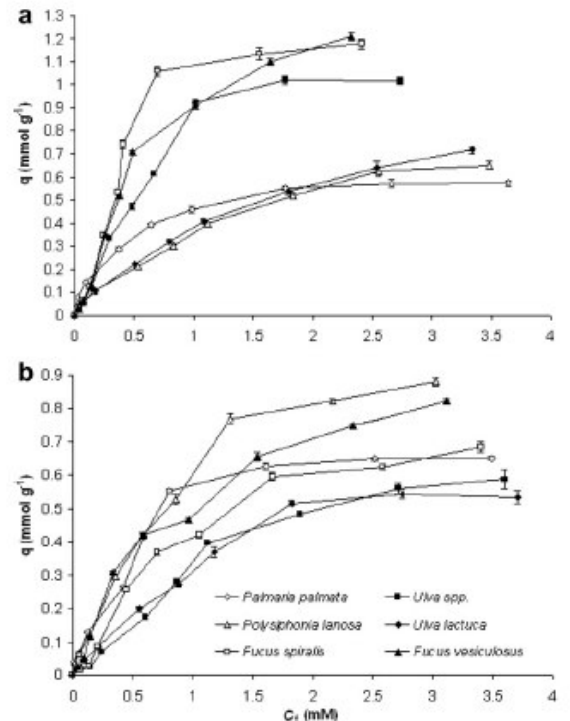 a
q (mmol g-1)
1.3
1.2
1.1
1
0.9
0.8
0.7
0.6
0.5
0.4
0.3
0.2
0.1
0
0 0.5 1 1.5 2 2.5 3 3.5 4
b
q (mmol g-1)
0.9
0.8
0.7
0.6
0.5
0.4
0.3
0.2
0.1
0
Palmaria palmata Ulva spp.
Polysiphonia lanosa Ulva lactuca
Fucus spiralis Fucus vesiculosus
0 0.5 1 1.5 2 2.5 3 3.5 4
(mM)